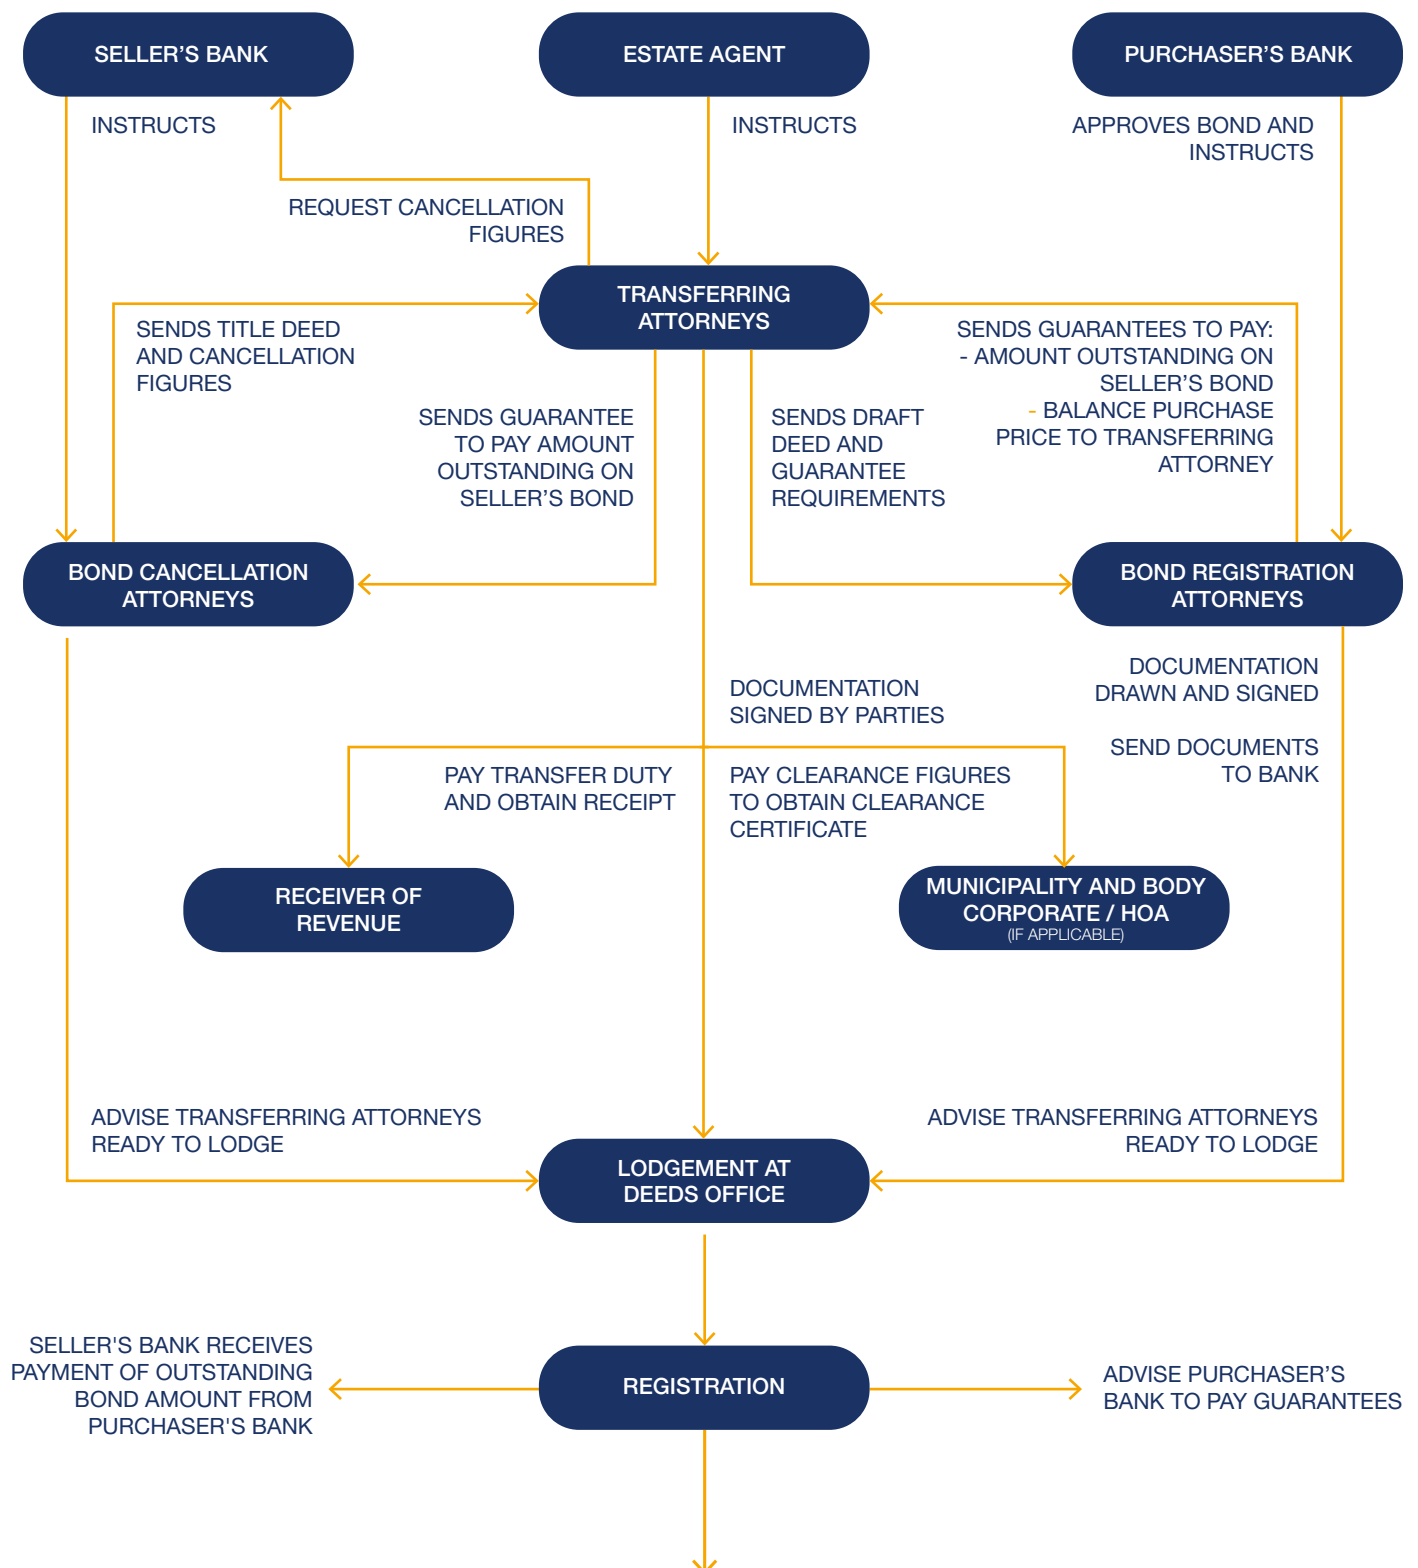 SELLER'S BANK
ESTATE AGENT
PURCHASER'S BANK
INSTRUCTS
INSTRUCTS
APPROVES BOND AND
INSTRUCTS
REQUEST CANCELLATION
FIGURES
TRANSFERRING
ATTORNEYS
SENDS TITLE DEED
AND CANCELLATION
FIGURES
SENDS GUARANTEES TO PAY:
- AMOUNT OUTSTANDING ON
SELLER'S BOND
- BALANCE PURCHASE
PRICE TO TRANSFERRING
ATTORNEY
SENDS GUARANTEE
TO PAY AMOUNT
OUTSTANDING ON
SELLER'S BOND
SENDS DRAFT
DEED AND
GUARANTEE
REQUIREMENTS
BOND CANCELLATION
ATTORNEYS
BOND REGISTRATION
ATTORNEYS
DOCUMENTATION
DRAWN AND SIGNED
SEND DOCUMENTS
TO BANK
DOCUMENTATION
SIGNED BY PARTIES
PAY TRANSFER DUTY
AND OBTAIN RECEIPT
PAY CLEARANCE FIGURES
TO OBTAIN CLEARANCE
CERTIFICATE
RECEIVER OF
REVENUE
MUNICIPALITY AND BODY
CORPORATE / HOA
(IF APPLICABLE)
ADVISE TRANSFERRING ATTORNEYS
READY TO LODGE
ADVISE TRANSFERRING ATTORNEYS
READY TO LODGE
LODGEMENT AT
DEEDS OFFICE
SELLER'S BANK RECEIVES
PAYMENT OF OUTSTANDING
BOND AMOUNT FROM
PURCHASER'S BANK
REGISTRATION
ADVISE PURCHASER'S
BANK TO PAY GUARANTEES